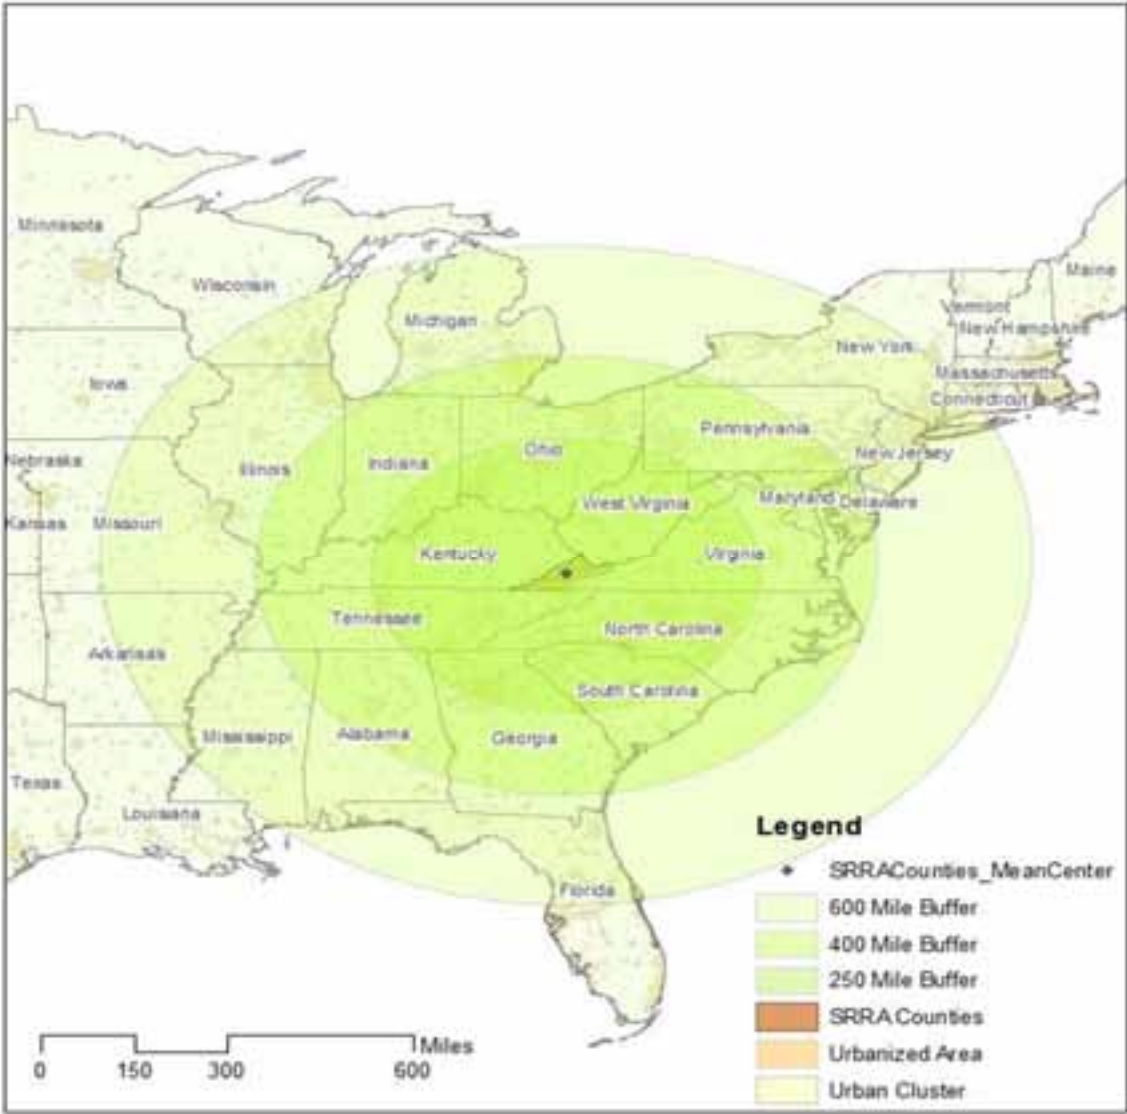 Minnesota
Wisconsin
Michigan
Maine
Vermont
New Hampshire
New York
Massachusetts
Connecticut
Iowa
Pennsylvania
New Jersey
Nebraska
Illinois
Indiana
Ohio
West Virginia
Maryland
Delaware
Kansas
Missouri
Kentucky
Virginia
Tennessee
North Carolina
Arkansas
South Carolina
Mississippi
Alabama
Georgia
Texas
Louisiana
Florida
Legend
SRRACounties_MeanCenter
600 Mile Buffer
400 Mile Buffer
250 Mile Buffer
SRRA Counties
Urbanized Area
Urban Cluster
Miles
0 150 300 600